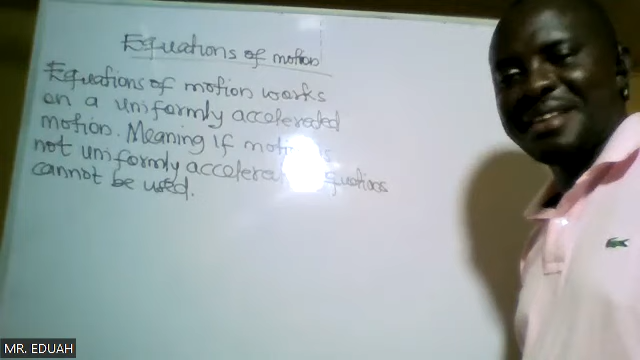 Equations of motion
Equations of motion works
on a uniformly accelerated
motion. Meaning if
not uniformly
cannot be used.
MR. EDUAH